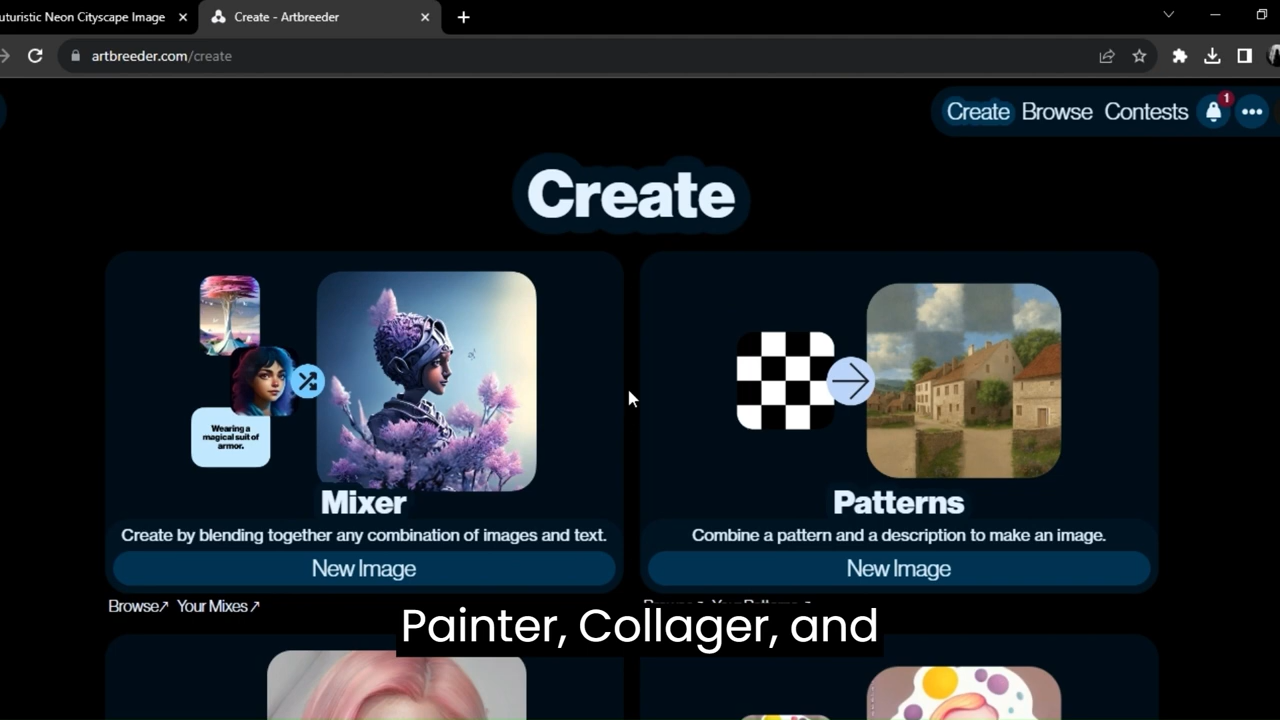 uturistic Neon Cityscape Image
Create - Artbreeder
artbreeder.com/create
1
Create Browse Contests
Create
Wearing a
magical suit of
armor.
Mixer
Create by blending together any combination of images and text.
New Image
Browse↗ Your Mixes↗
Patterns
Combine a pattern and a description to make an image.
New Image
Painter, Collager, and